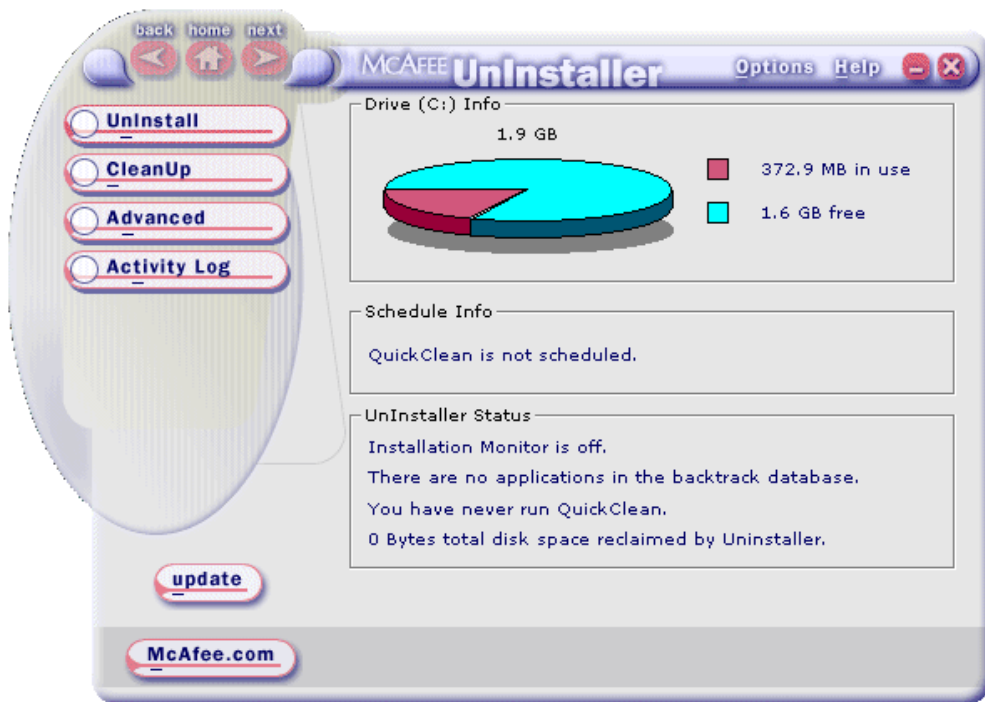 back home next
McAfee UnInstaller
Options Help
UnInstall
CleanUp
Advanced
Activity Log
Drive (C:) Info
1.9 GB
372.9 MB in use
1.6 GB free
Schedule Info
QuickClean is not scheduled.
UnInstaller Status
Installation Monitor is off.
There are no applications in the backtrack database.
You have never run QuickClean.
0 Bytes total disk space reclaimed by Uninstaller.
update
McAfee.com